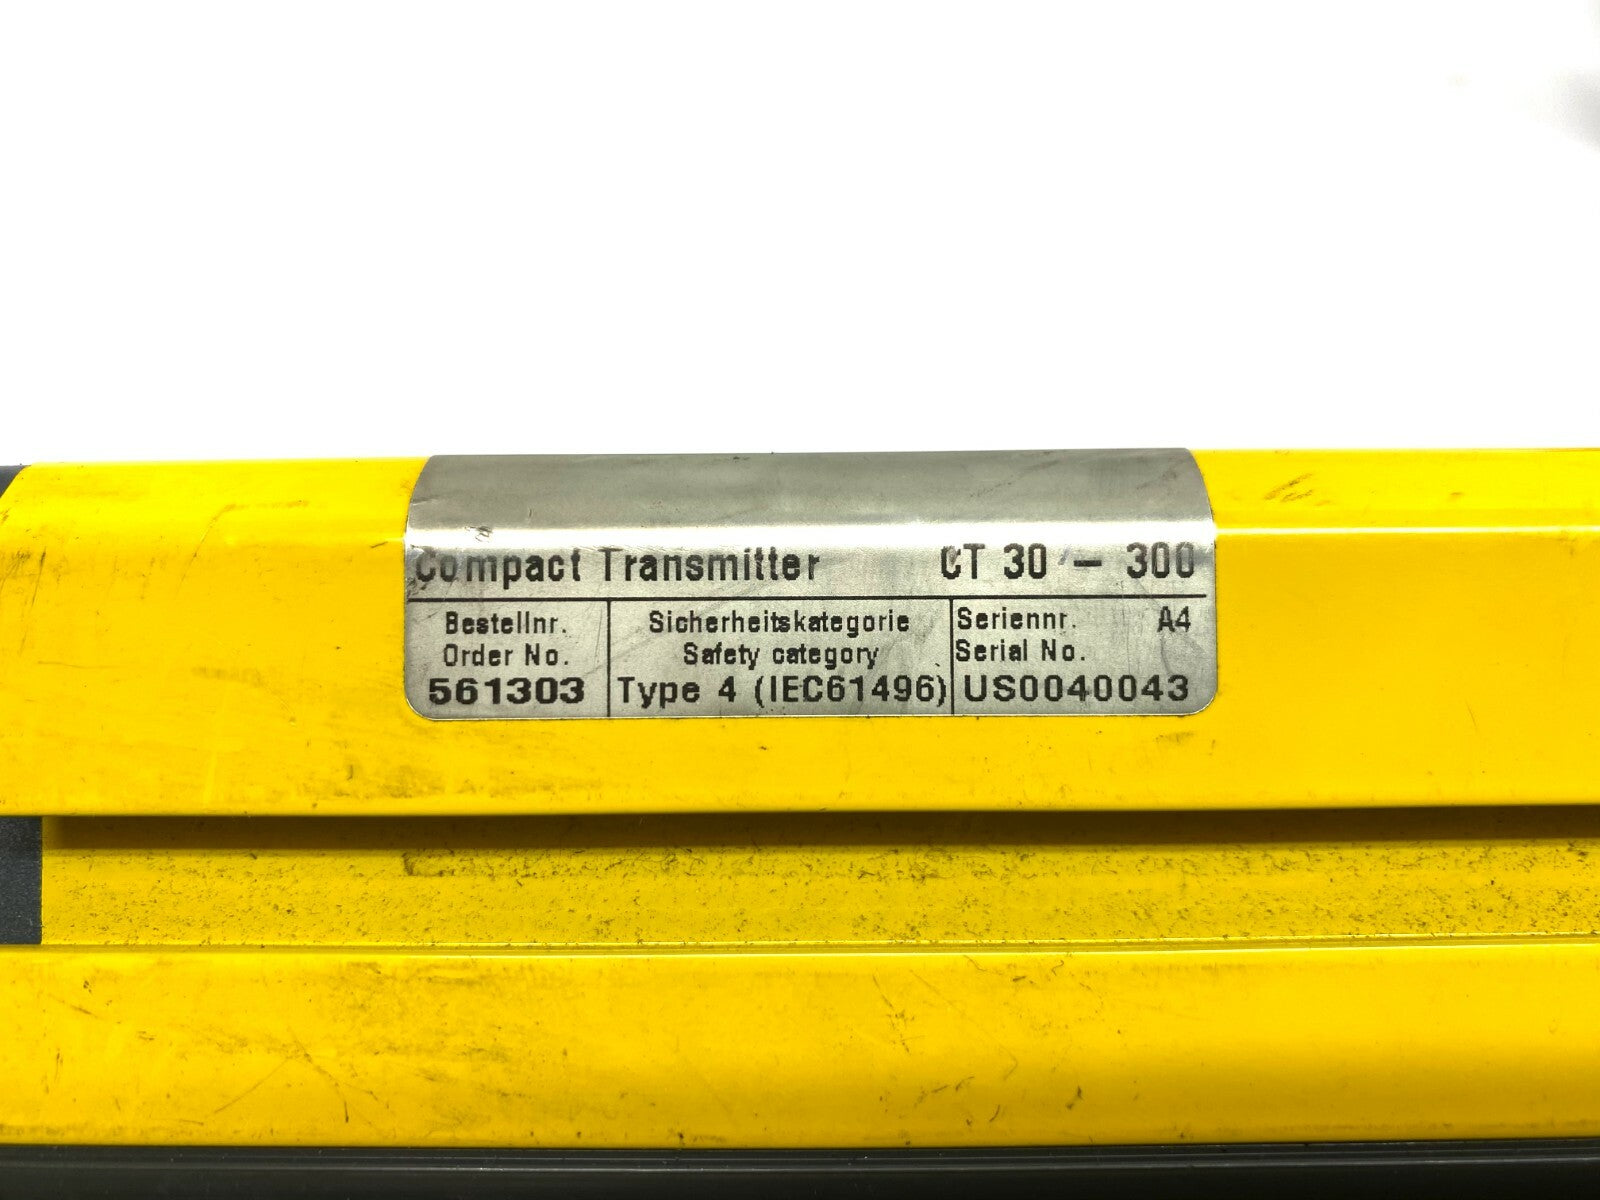 Compact Transmitter CT 30 - 300
Bestellnr. Sicherheitskategorie Seriennr. A4
Order No. Safety category Serial No.
561303 Type 4 (IEC61496) US0040043